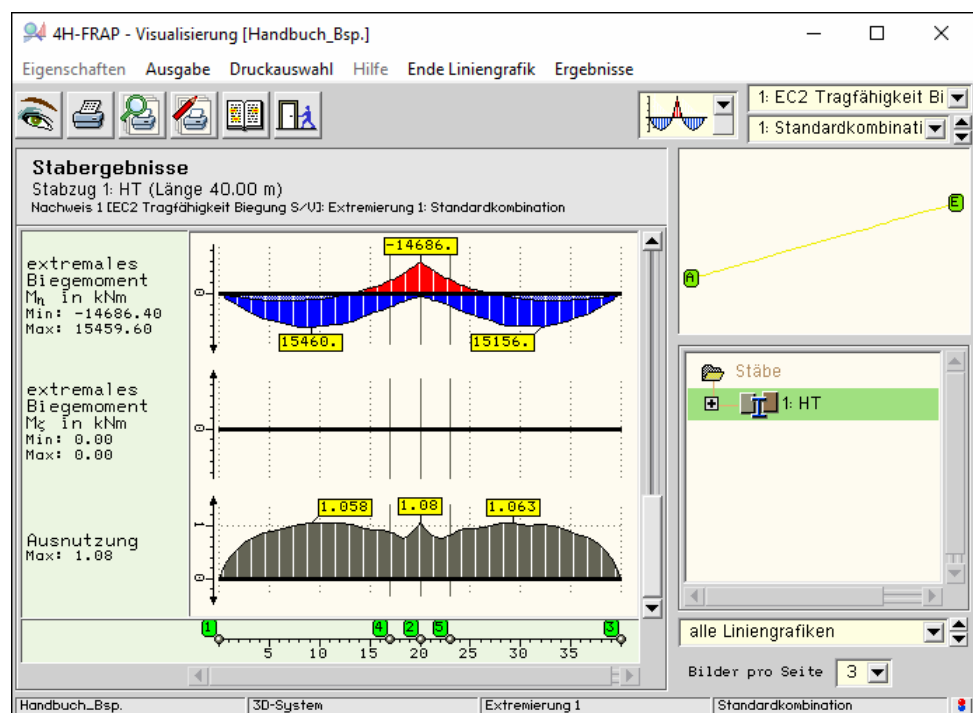 4H-FRAP - Visualisierung [Handbuch_Bsp.]
Eigenschaften Ausgabe Druckauswahl Hilfe Ende Liniengrafik Ergebnisse
1: EC2 Tragfähigkeit Bi
1: Standardkombinati
Stabergebnisse
Stabzug 1: HT (Länge 40.00 m)
Nachweis 1 [EC2 Tragfähigkeit Biegung S/V]: Extremierung 1: Standardkombination
A
E
extremales
Biegemoment
Mη in kNm
Min: -14686.40
Max: 15459.60
0
-14686.
15460.
15156.
extremales
Biegemoment
Mζ in kNm
Min: 0.00
Max: 0.00
0
Ausnutzung
Max: 1.08
1
0
1.058
1.08
1.063
1 4 2 5 3
5 10 15 20 25 30 35
Stäbe
1: HT
alle Liniengrafiken
Bilder pro Seite 3
Handbuch_Bsp. 3D-System Extremierung 1 Standardkombination